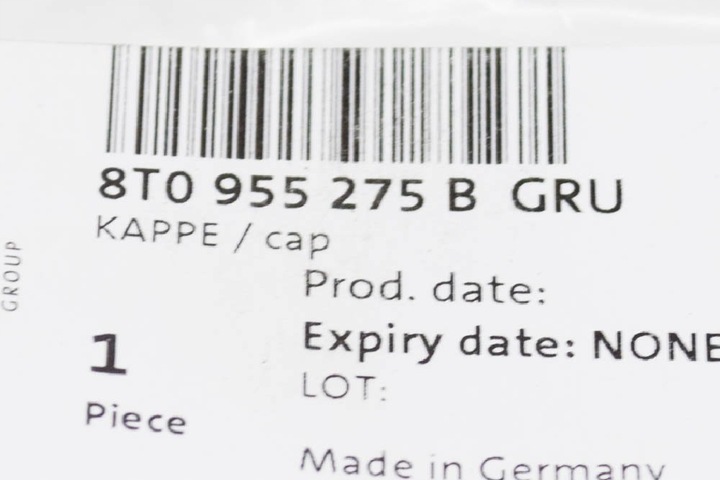 8T0 955 275 B GRU
KAPPE / cap
GROUP
Prod. date:
Expiry date: NONE
1
LOT:
Piece
Made in Germany